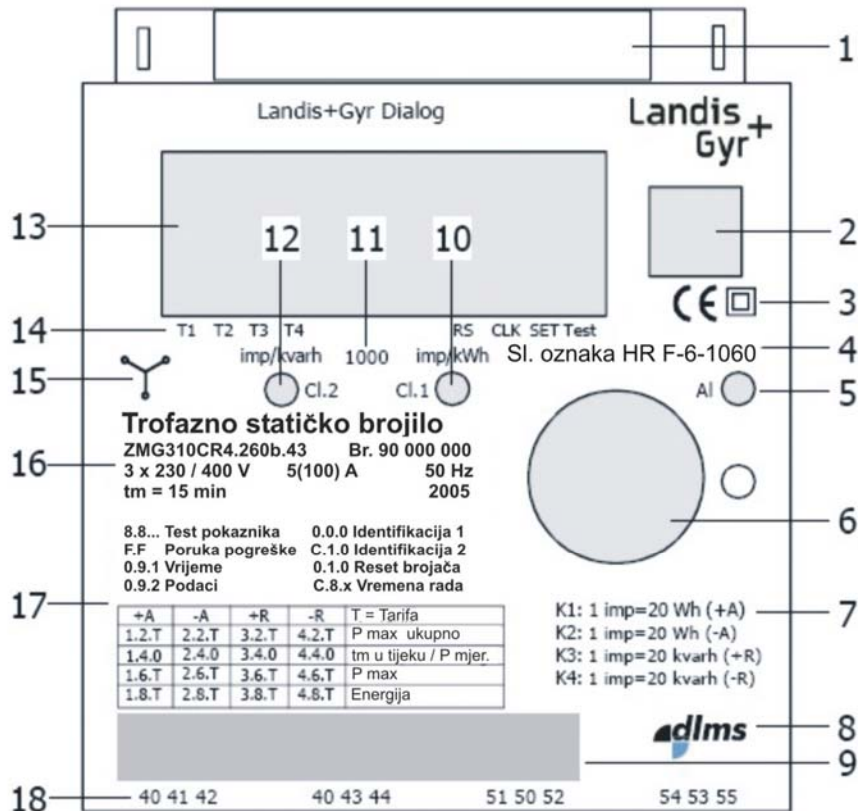 1
Landis+Gyr Dialog
Landis
Gyr+
13
12 11 10
2
CE
3
14
T1 T2 T3 T4 RS CLK SET Test
imp/kvarh 1000 imp/kWh
Sl. oznaka HR F-6-1060
4
15
Cl.2 Cl.1
Al
5
Trofazno statičko brojilo
ZMG310CR4.260b.43 Br. 90 000 000
16
3 x 230 / 400 V 5(100) A 50 Hz
tm = 15 min 2005
6
8.8... Test pokaznika 0.0.0 Identifikacija 1
F.F Poruka pogreške C.1.0 Identifikacija 2
0.9.1 Vrijeme 0.1.0 Reset brojača
0.9.2 Podaci C.8.x Vremena rada
17
+A -A +R -R T = Tarifa
1.2.T 2.2.T 3.2.T 4.2.T P max ukupno
1.4.0 2.4.0 3.4.0 4.4.0 tm u tijeku / P mjer.
1.6.T 2.6.T 3.6.T 4.6.T P max
1.8.T 2.8.T 3.8.T 4.8.T Energija
K1: 1 imp=20 Wh (+A)
7
K2: 1 imp=20 Wh (-A)
K3: 1 imp=20 kvarh (+R)
K4: 1 imp=20 kvarh (-R)
dlms
8
9
18
40 41 42 40 43 44 51 50 52 54 53 55